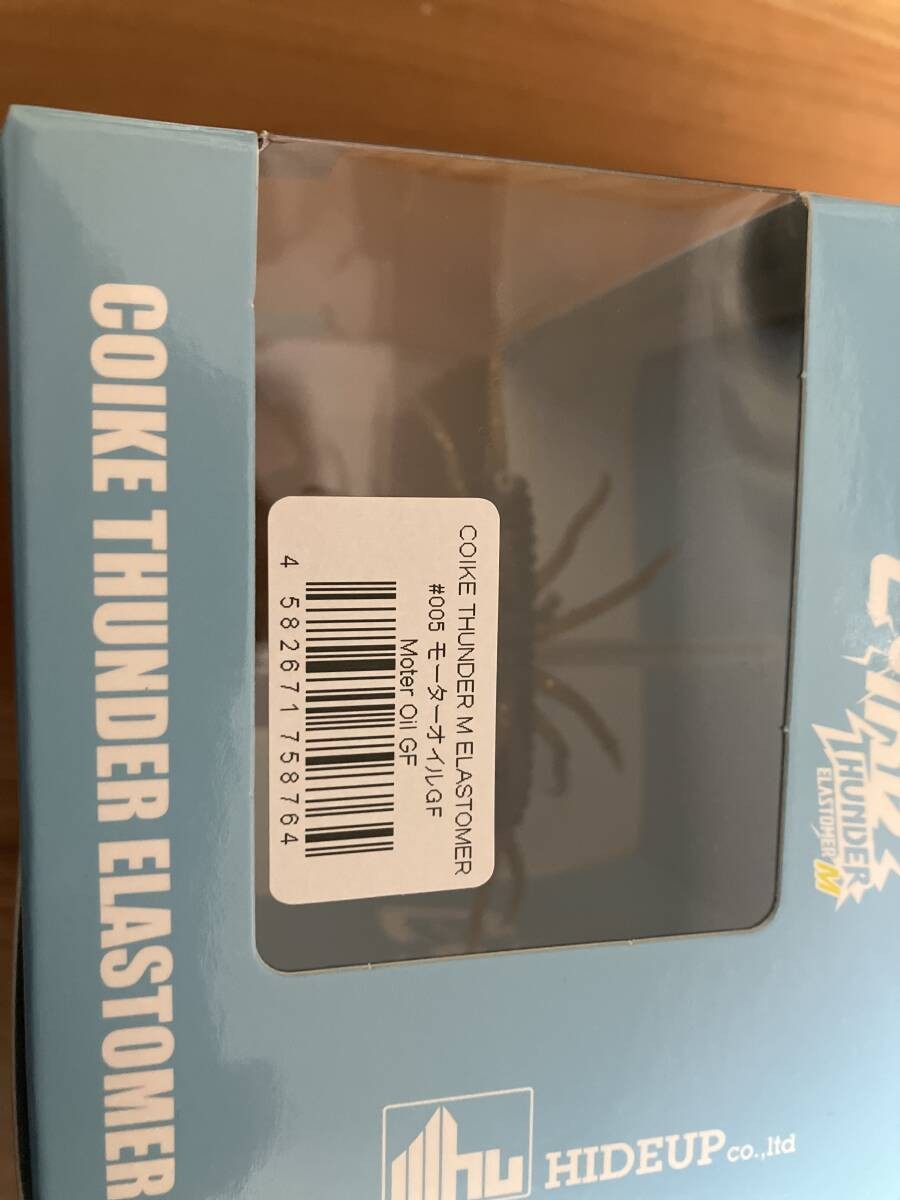 COIKE THUNDER ELASTOMER
COIKE THUNDER M ELASTOMER
#005 モーターオイルGF
Moter Oil GF
4 582671 758764
THUNDER
ELASTOMER M
HIDEUP co.,ltd